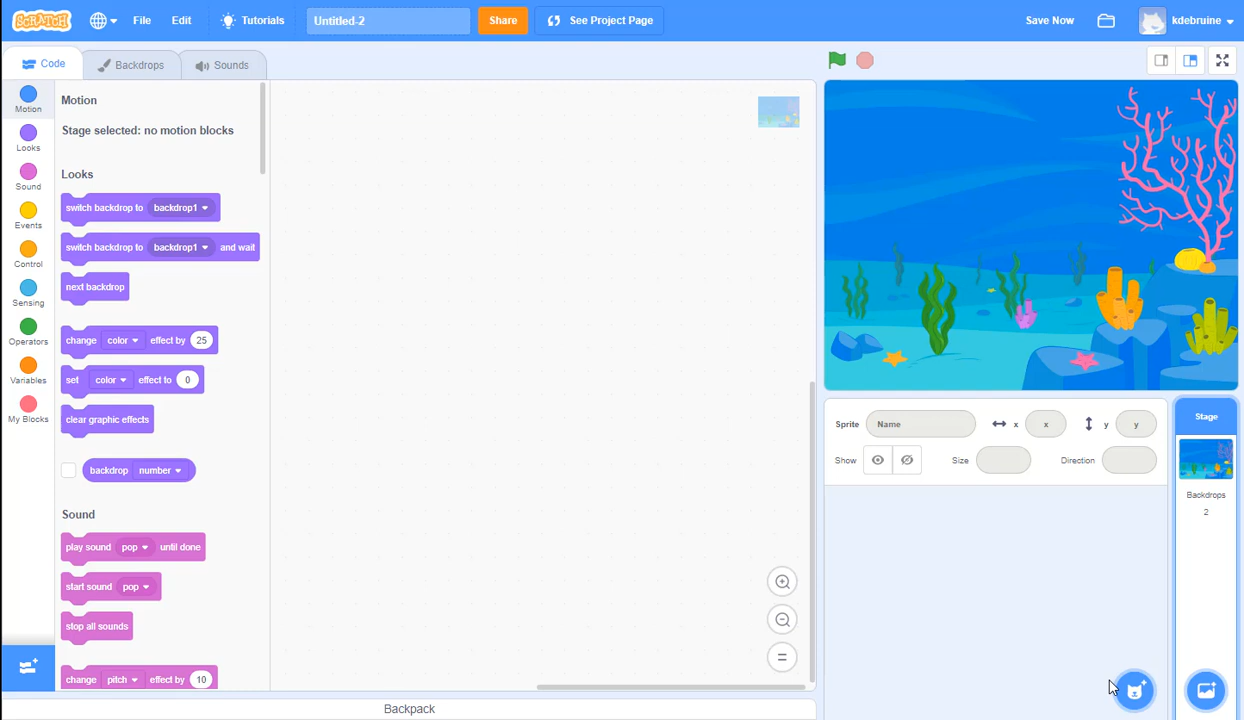 SCRATCH File Edit Tutorials Untitled-2 Share See Project Page Save Now kdebruine
Code Backdrops Sounds
Motion
Looks
Sound
Events
Control
Sensing
Operators
Variables
My Blocks
Motion
Stage selected: no motion blocks
Looks
switch backdrop to backdrop1
switch backdrop to backdrop1 and wait
next backdrop
change color effect by 25
set color effect to 0
clear graphic effects
backdrop number
Sound
play sound pop until done
start sound pop
stop all sounds
change pitch effect by 10
Backpack
Sprite Name x x y y
Show Size Direction
Stage
Backdrops
2